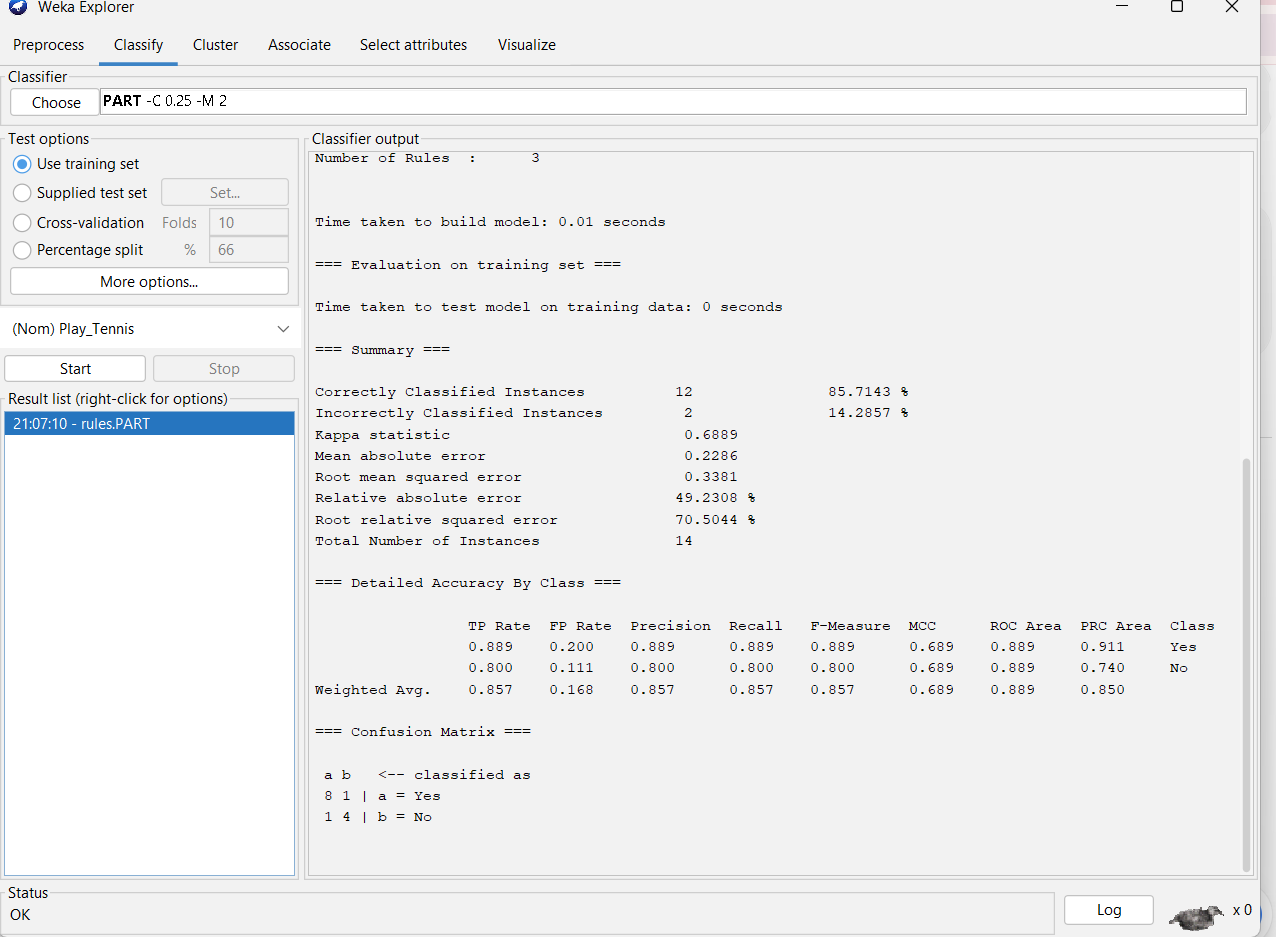 Weka Explorer
Preprocess Classify Cluster Associate Select attributes Visualize
Classifier
Choose PART -C 0.25 -M 2
Test options
Use training set
Supplied test set Set...
Cross-validation Folds 10
Percentage split % 66
More options...
(Nom) Play_Tennis
Start Stop
Result list (right-click for options)
21:07:10 - rules.PART
Classifier output
Number of Rules : 3
Time taken to build model: 0.01 seconds
=== Evaluation on training set ===
Time taken to test model on training data: 0 seconds
=== Summary ===
Correctly Classified Instances 12 85.7143 %
Incorrectly Classified Instances 2 14.2857 %
Kappa statistic 0.6889
Mean absolute error 0.2286
Root mean squared error 0.3381
Relative absolute error 49.2308 %
Root relative squared error 70.5044 %
Total Number of Instances 14
=== Detailed Accuracy By Class ===
TP Rate FP Rate Precision Recall F-Measure MCC ROC Area PRC Area Class
0.889 0.200 0.889 0.889 0.889 0.689 0.889 0.911 Yes
0.800 0.111 0.800 0.800 0.800 0.689 0.889 0.740 No
Weighted Avg. 0.857 0.168 0.857 0.857 0.857 0.689 0.889 0.850
=== Confusion Matrix ===
a b <-- classified as
8 1 | a = Yes
1 4 | b = No
Status
OK
Log
x 0